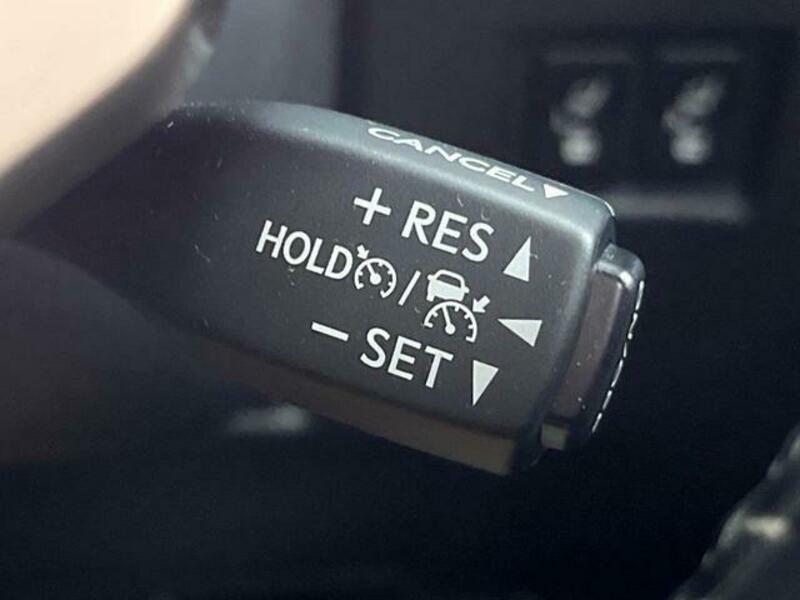 CANCEL
+ RES
HOLD /
− SET